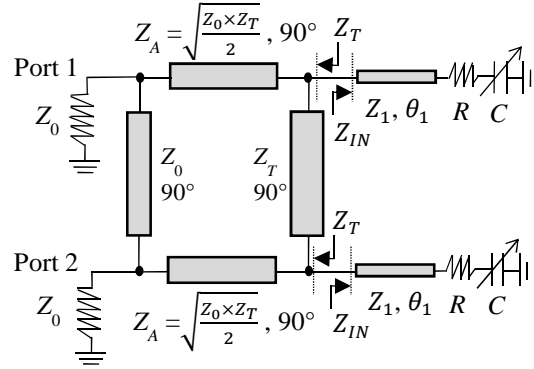 Z_A = √(Z_0×Z_T / 2) , 90°
Z_T
Port 1
Z_0
Z_1, θ_1
R
C
Z_IN
Z_0
90°
Z_T
90°
Z_T
Port 2
Z_0
Z_A = √(Z_0×Z_T / 2) , 90°
Z_IN
Z_1, θ_1
R
C